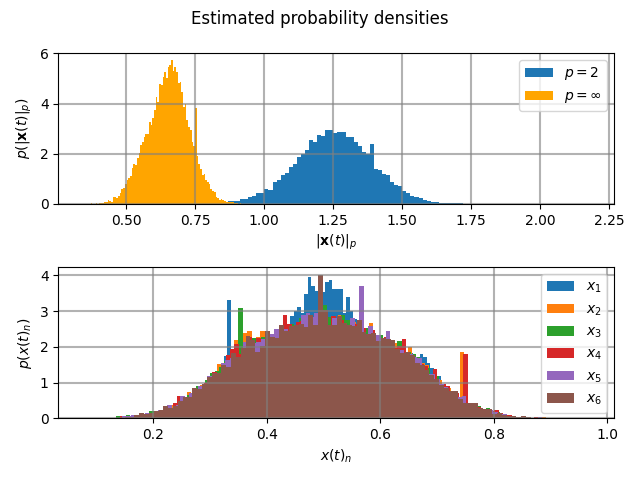 Estimated probability densities
6
4
2
0
p(|x(t)|ₚ)
p = 2
p = ∞
0.50 0.75 1.00 1.25 1.50 1.75 2.00 2.25
|x(t)|ₚ
4
3
2
1
0
p(x(t)ₙ)
x₁
x₂
x₃
x₄
x₅
x₆
0.2 0.4 0.6 0.8 1.0
x(t)ₙ